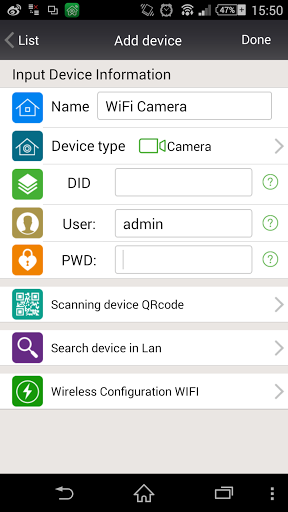 47% 15:50
List Add device Done
Input Device Information
Name WiFi Camera
Device type Camera
DID ?
User: admin ?
PWD: ?
Scanning device QRcode
Search device in Lan
Wireless Configuration WIFI